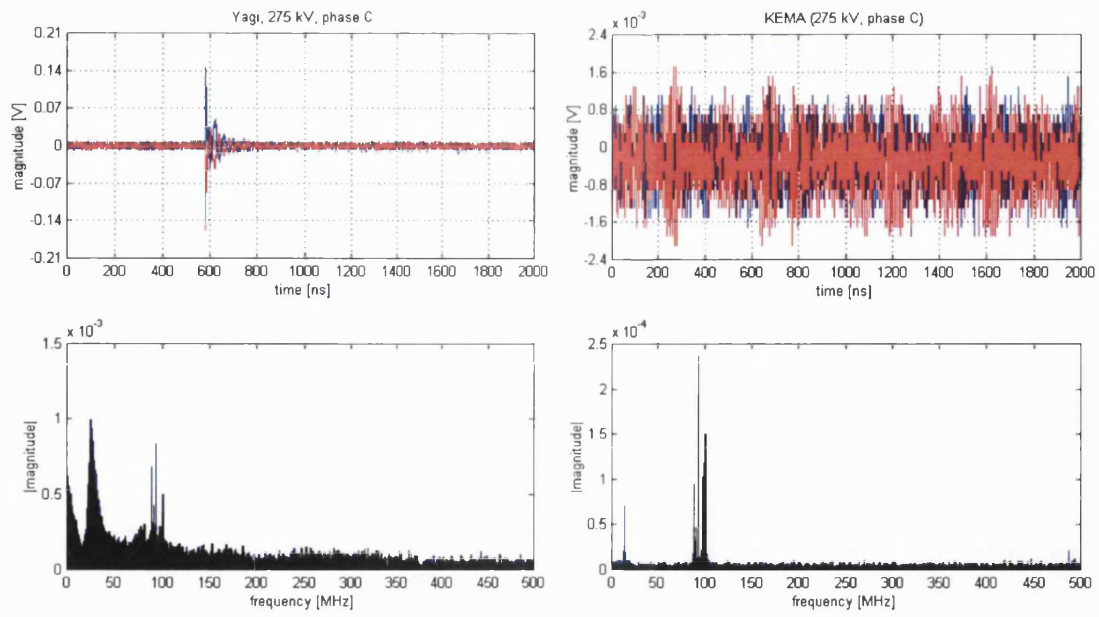 Yagi, 275 kV, phase C
0.21
0.14
0.07
0
-0.07
-0.14
-0.21
magnitude [V]
0 200 400 600 800 1000 1200 1400 1600 1800 2000
time [ns]
KEMA (275 kV, phase C)
x 10-3
2.4
1.6
0.8
0
-0.8
-1.6
-2.4
magnitude [V]
0 200 400 600 800 1000 1200 1400 1600 1800 2000
time [ns]
x 10-3
1.5
1
0.5
0
|magnitude|
0 50 100 150 200 250 300 350 400 450 500
frequency [MHz]
x 10-4
2.5
2
1.5
1
0.5
0
|magnitude|
0 50 100 150 200 250 300 350 400 450 500
frequency [MHz]